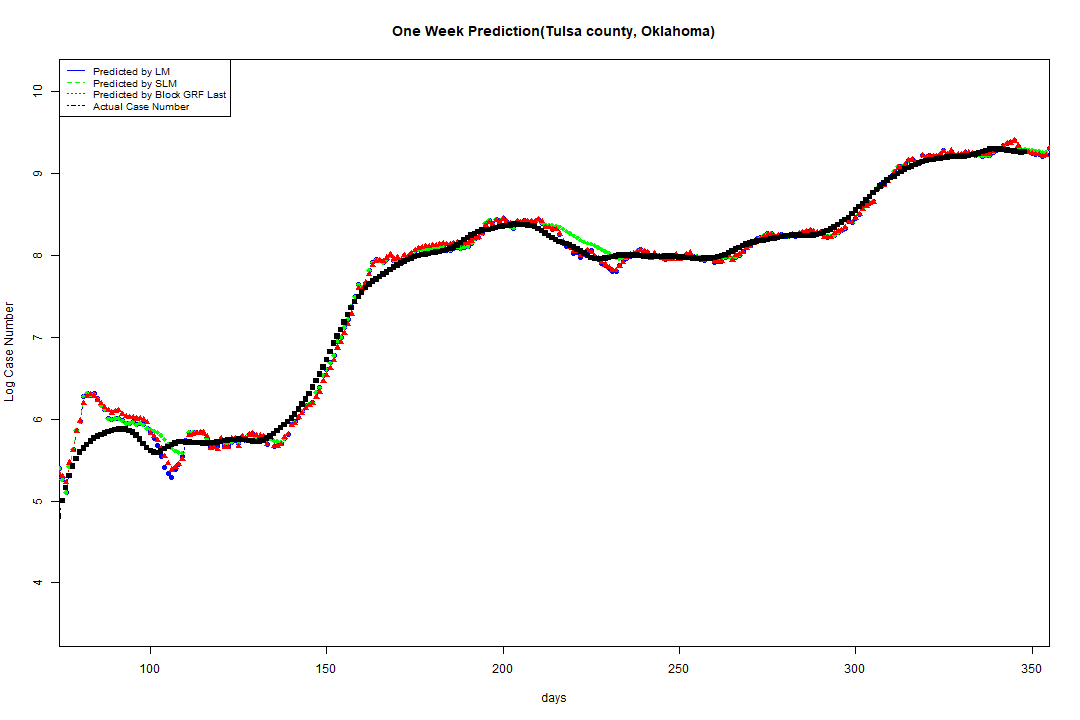 One Week Prediction(Tulsa county, Oklahoma)
Predicted by LM
Predicted by SLM
Predicted by Block GRF Last
Actual Case Number
10
9
8
7
6
5
4
Log Case Number
100 150 200 250 300 350
days